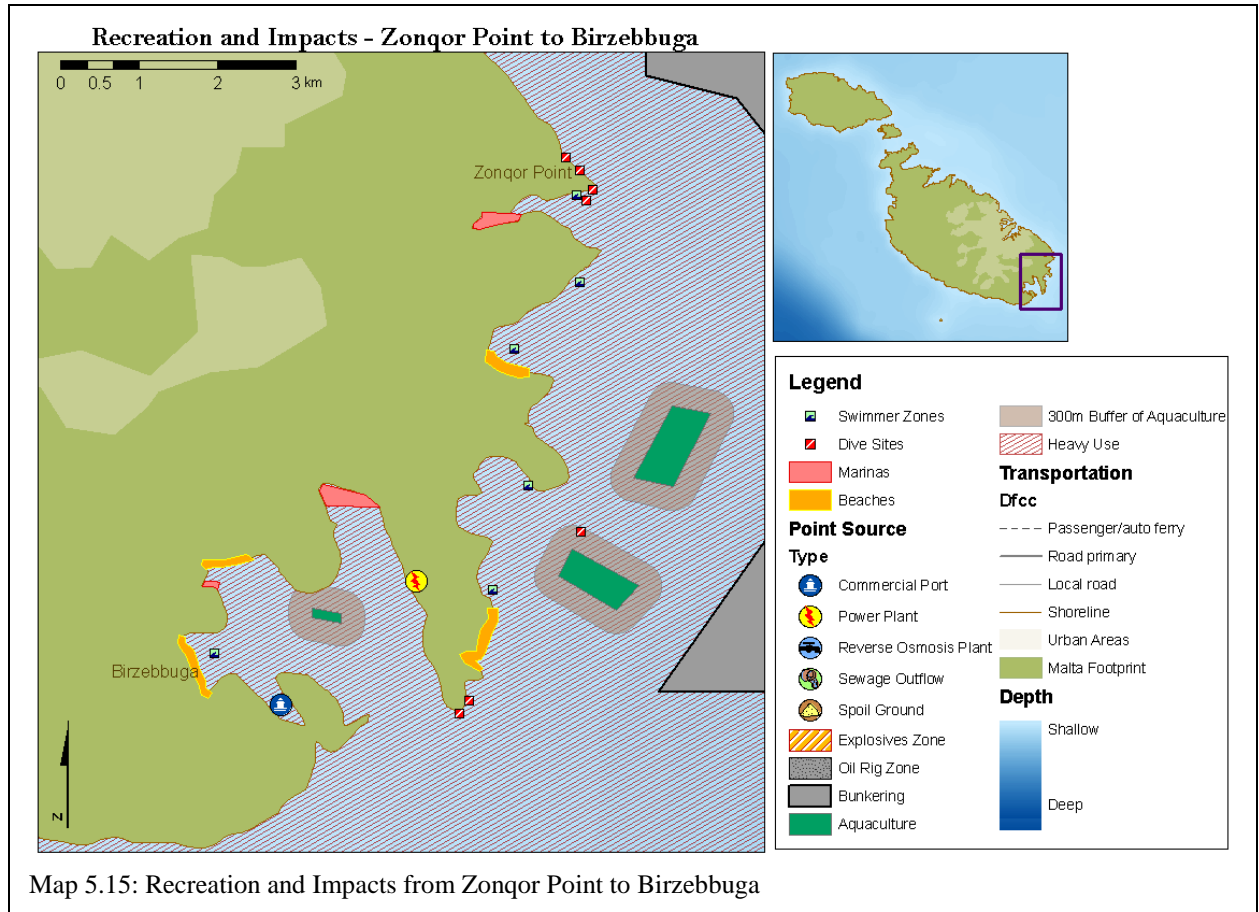 Recreation and Impacts - Zonqor Point to Birzebbuga
0 0.5 1 2 3 km
Zonqor Point
Birzebbuga
N
Legend
Swimmer Zones
Dive Sites
Marinas
Beaches
Point Source
Type
Commercial Port
Power Plant
Reverse Osmosis Plant
Sewage Outflow
Spoil Ground
Explosives Zone
Oil Rig Zone
Bunkering
Aquaculture
300m Buffer of Aquaculture
Heavy Use
Transportation
Dfcc
Passenger/auto ferry
Road primary
Local road
Shoreline
Urban Areas
Malta Footprint
Depth
Shallow
Deep
Map 5.15: Recreation and Impacts from Zonqor Point to Birzebbuga